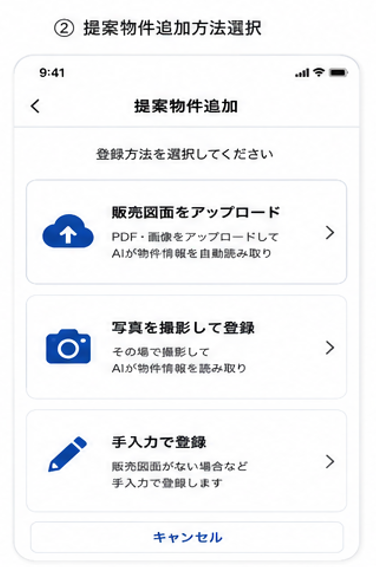 ② 提案物件追加方法選択
9:41
提案物件追加
登録方法を選択してください
販売図面をアップロード
PDF・画像をアップロードして
AIが物件情報を自動読み取り
写真を撮影して登録
その場で撮影して
AIが物件情報を読み取り
手入力で登録
販売図面がない場合など
手入力で登録します
キャンセル